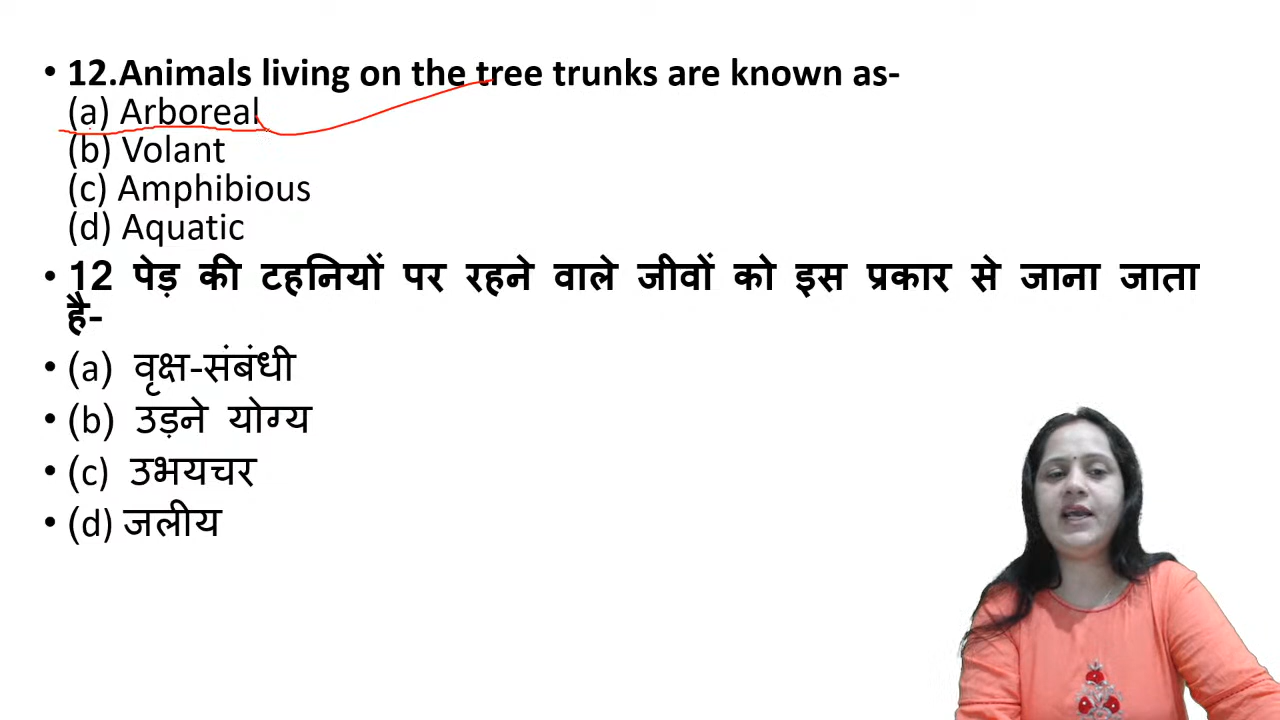 • 12.Animals living on the tree trunks are known as-
(a) Arboreal
(b) Volant
(c) Amphibious
(d) Aquatic
• 12 पेड़ की टहनियों पर रहने वाले जीवों को इस प्रकार से जाना जाता
है-
• (a) वृक्ष-संबंधी
• (b) उड़ने योग्य
• (c) उभयचर
• (d) जलीय